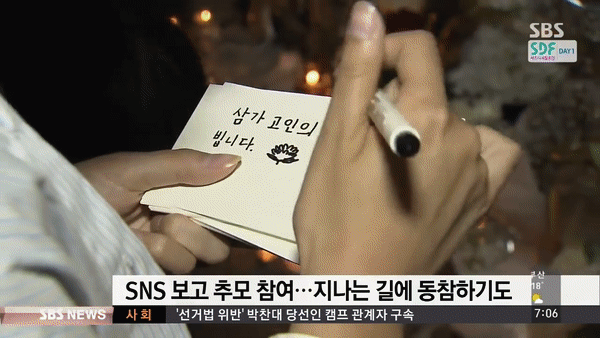 SBS
SDF DAY 1
삼가 고인의
빕니다.
SNS 보고 추모 참여…지나는 길에 동참하기도
18°
SBS NEWS 사회 '선거법 위반' 박찬대 당선인 캠프 관계자 구속 7:06